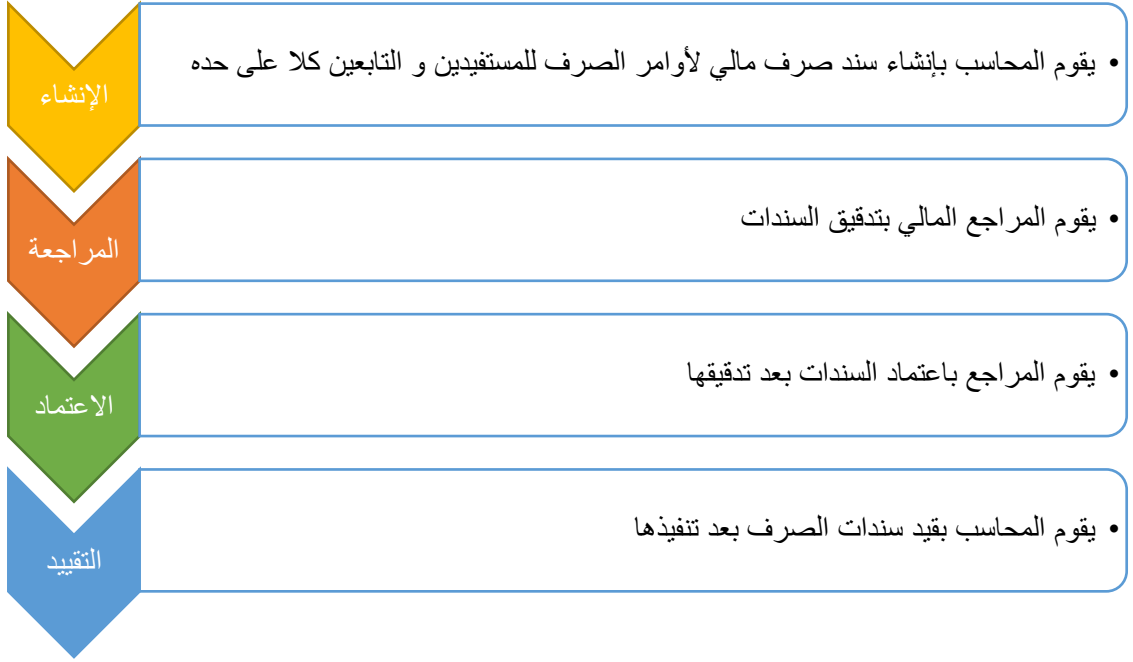 الإنشاء
• يقوم المحاسب بإنشاء سند صرف مالي لأوامر الصرف للمستفيدين و التابعين كلا على حده
المراجعة
• يقوم المراجع المالي بتدقيق السندات
الاعتماد
• يقوم المراجع باعتماد السندات بعد تدقيقها
التقييد
• يقوم المحاسب بقيد سندات الصرف بعد تنفيذها